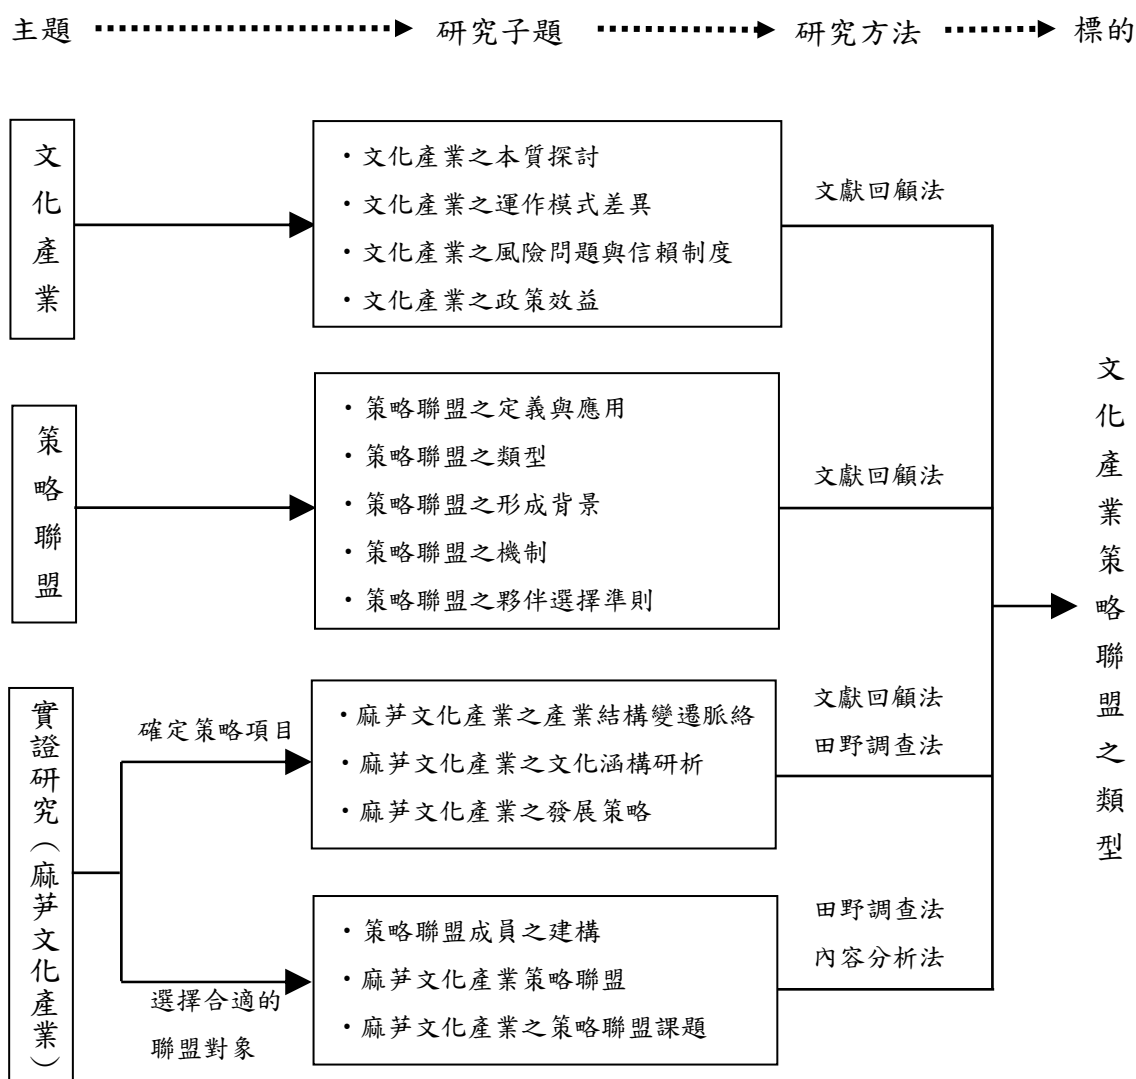 主題
研究子題
研究方法
標的
文化產業
・文化產業之本質探討
・文化產業之運作模式差異
・文化產業之風險問題與信賴制度
・文化產業之政策效益
文獻回顧法
策略聯盟
・策略聯盟之定義與應用
・策略聯盟之類型
・策略聯盟之形成背景
・策略聯盟之機制
・策略聯盟之夥伴選擇準則
文獻回顧法
實證研究（麻芛文化產業）
確定策略項目
・麻芛文化產業之產業結構變遷脈絡
・麻芛文化產業之文化涵構研析
・麻芛文化產業之發展策略
文獻回顧法
田野調查法
選擇合適的
聯盟對象
・策略聯盟成員之建構
・麻芛文化產業策略聯盟
・麻芛文化產業之策略聯盟課題
田野調查法
內容分析法
文化產業策略聯盟之類型